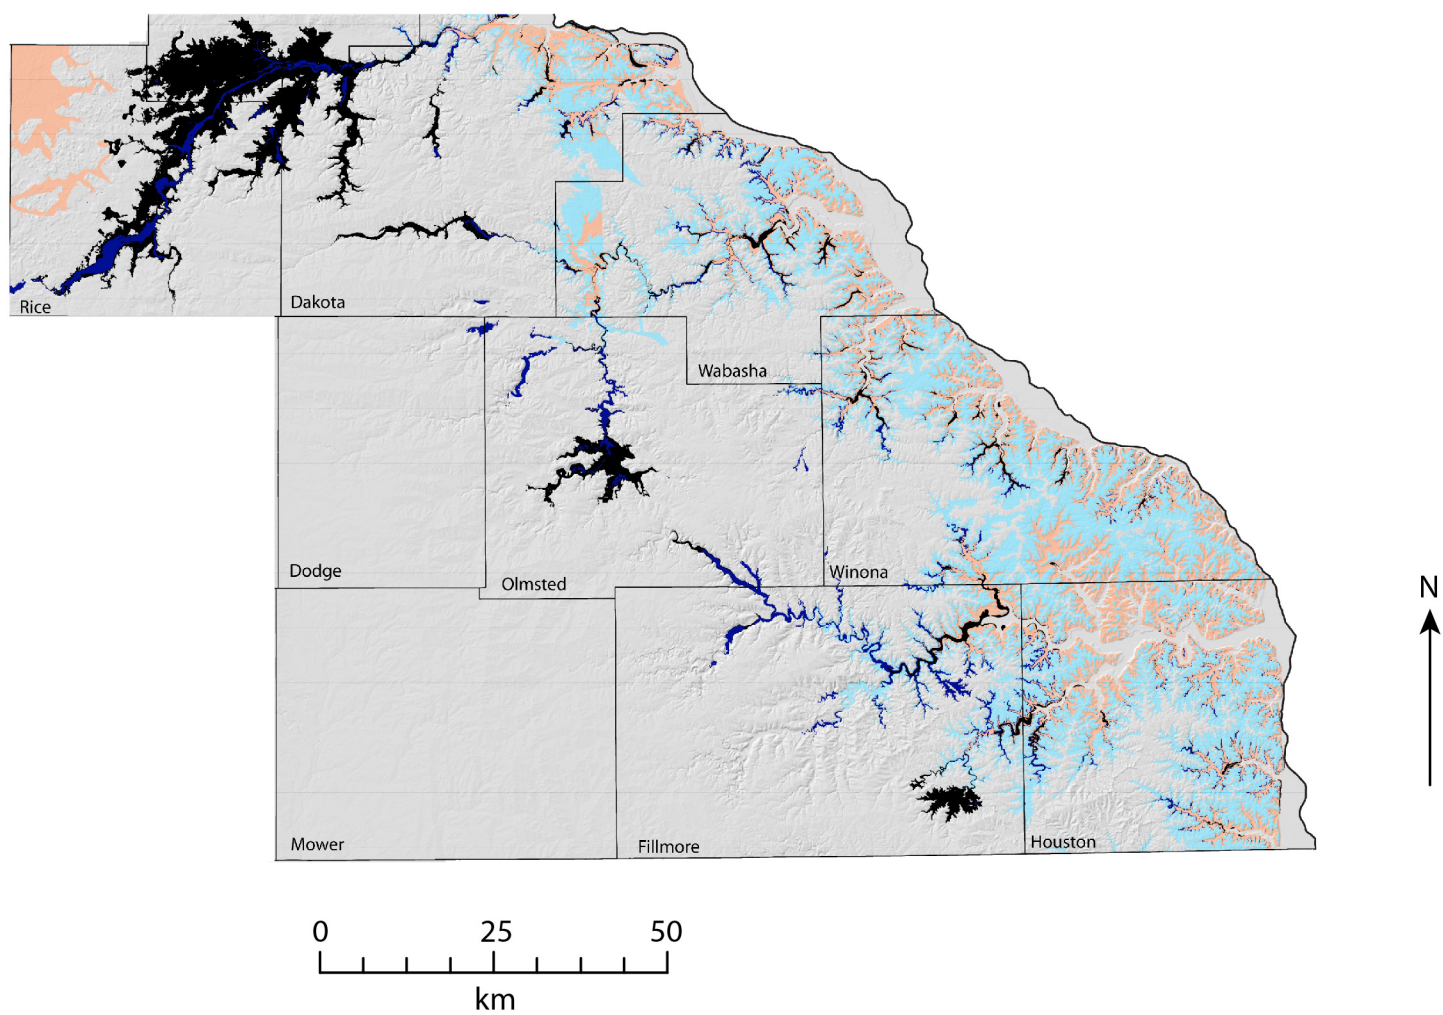 Rice
Dakota
Wabasha
Dodge
Olmsted
Winona
Mower
Fillmore
Houston
N
0 25 50
km